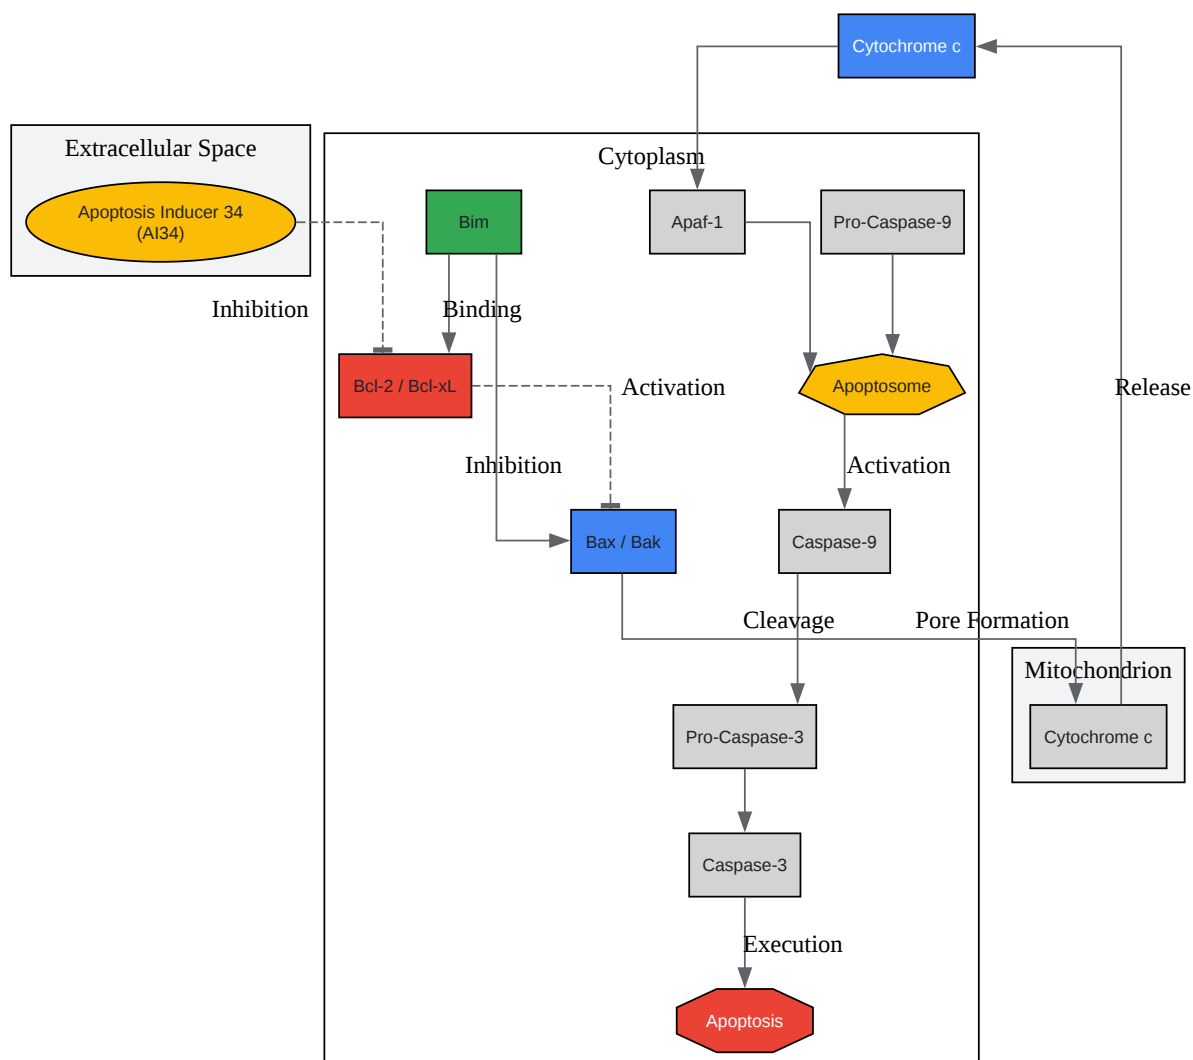 Cytochrome c
Extracellular Space
Cytoplasm
Apoptosis Inducer 34
(AI34)
Bim
Apaf-1
Pro-Caspase-9
Inhibition
Binding
Bcl-2 / Bcl-xL
Activation
Apoptosome
Release
Inhibition
Activation
Bax / Bak
Caspase-9
Cleavage
Pore Formation
Mitochondrion
Pro-Caspase-3
Cytochrome c
Caspase-3
Execution
Apoptosis